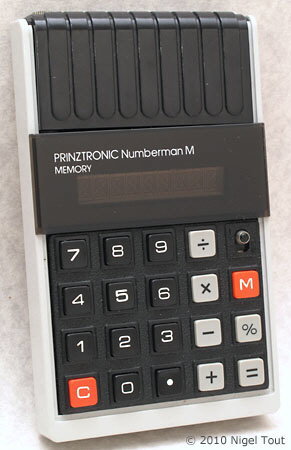 PRINZTRONIC Numberman M
MEMORY
7 8 9 ÷
4 5 6 × M
1 2 3 − %
C 0 • + =
© 2010 Nigel Tout